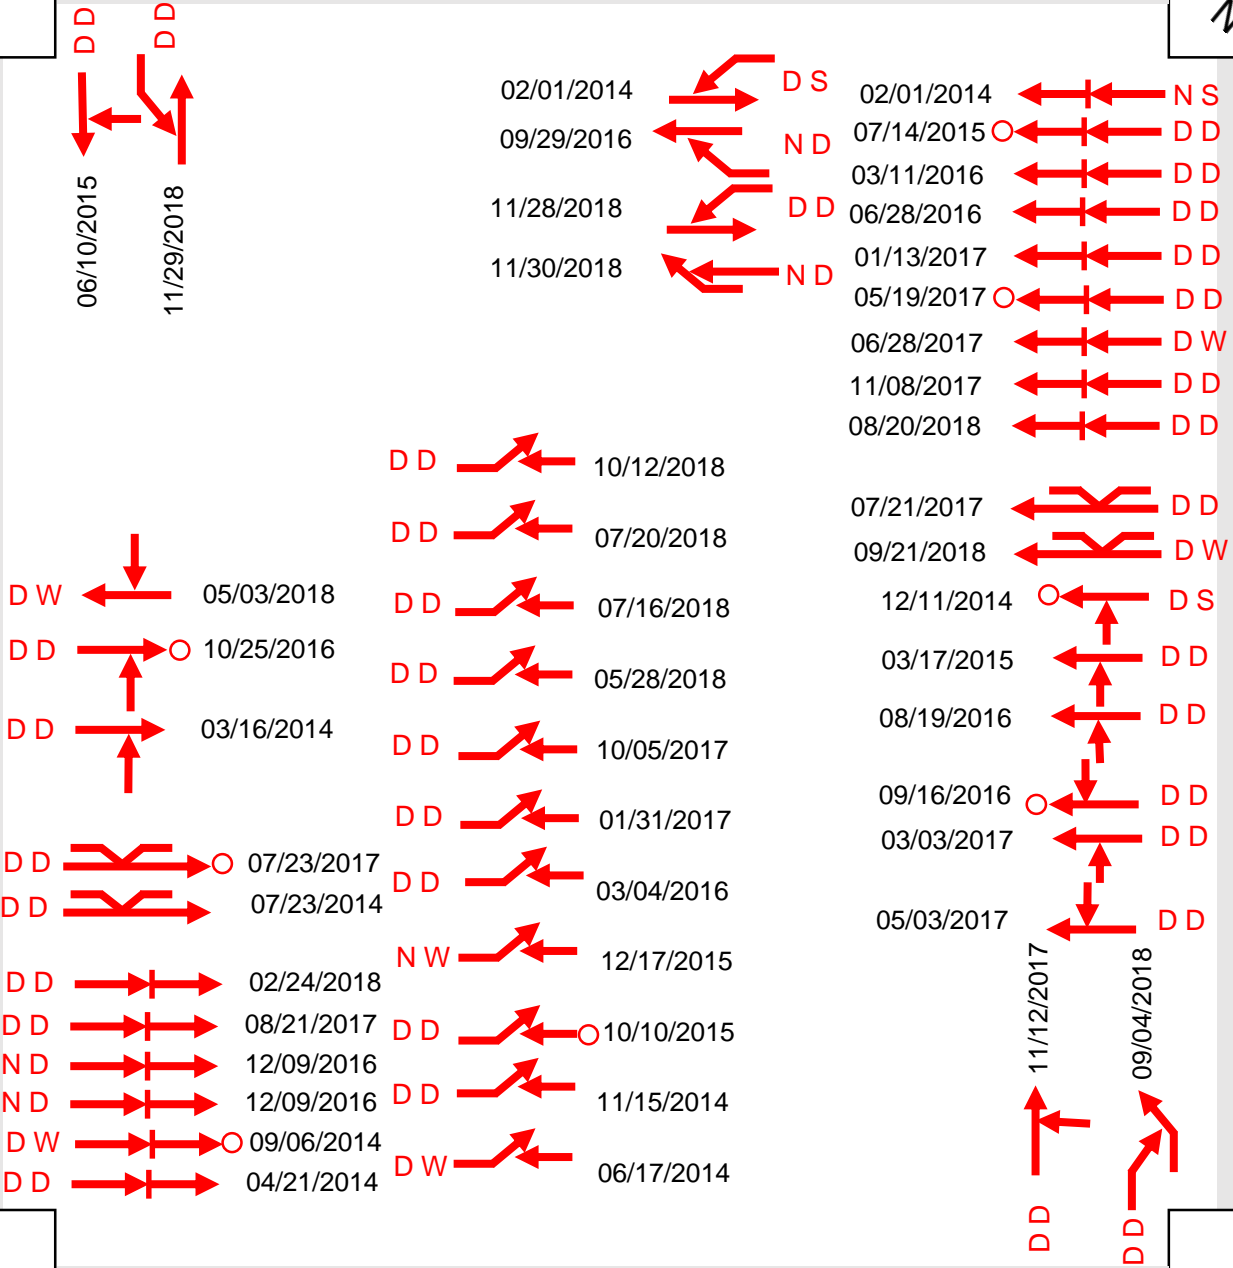 D D
D D
06/10/2015
11/29/2018
02/01/2014 D S
09/29/2016 N D
11/28/2018 D D
11/30/2018 N D
02/01/2014 N S
07/14/2015 D D
03/11/2016 D D
06/28/2016 D D
01/13/2017 D D
05/19/2017 D D
06/28/2017 D W
11/08/2017 D D
08/20/2018 D D
07/21/2017 D D
09/21/2018 D W
12/11/2014 D S
03/17/2015 D D
08/19/2016 D D
09/16/2016 D D
03/03/2017 D D
05/03/2017 D D
D W 05/03/2018
D D 10/25/2016
D D 03/16/2014
D D 07/23/2017
D D 07/23/2014
D D 02/24/2018
D D 08/21/2017
N D 12/09/2016
N D 12/09/2016
D W 09/06/2014
D D 04/21/2014
D D 10/12/2018
D D 07/20/2018
D D 07/16/2018
D D 05/28/2018
D D 10/05/2017
D D 01/31/2017
D D 03/04/2016
N W 12/17/2015
D D 10/10/2015
D D 11/15/2014
D W 06/17/2014
11/12/2017
09/04/2018
D D
D D